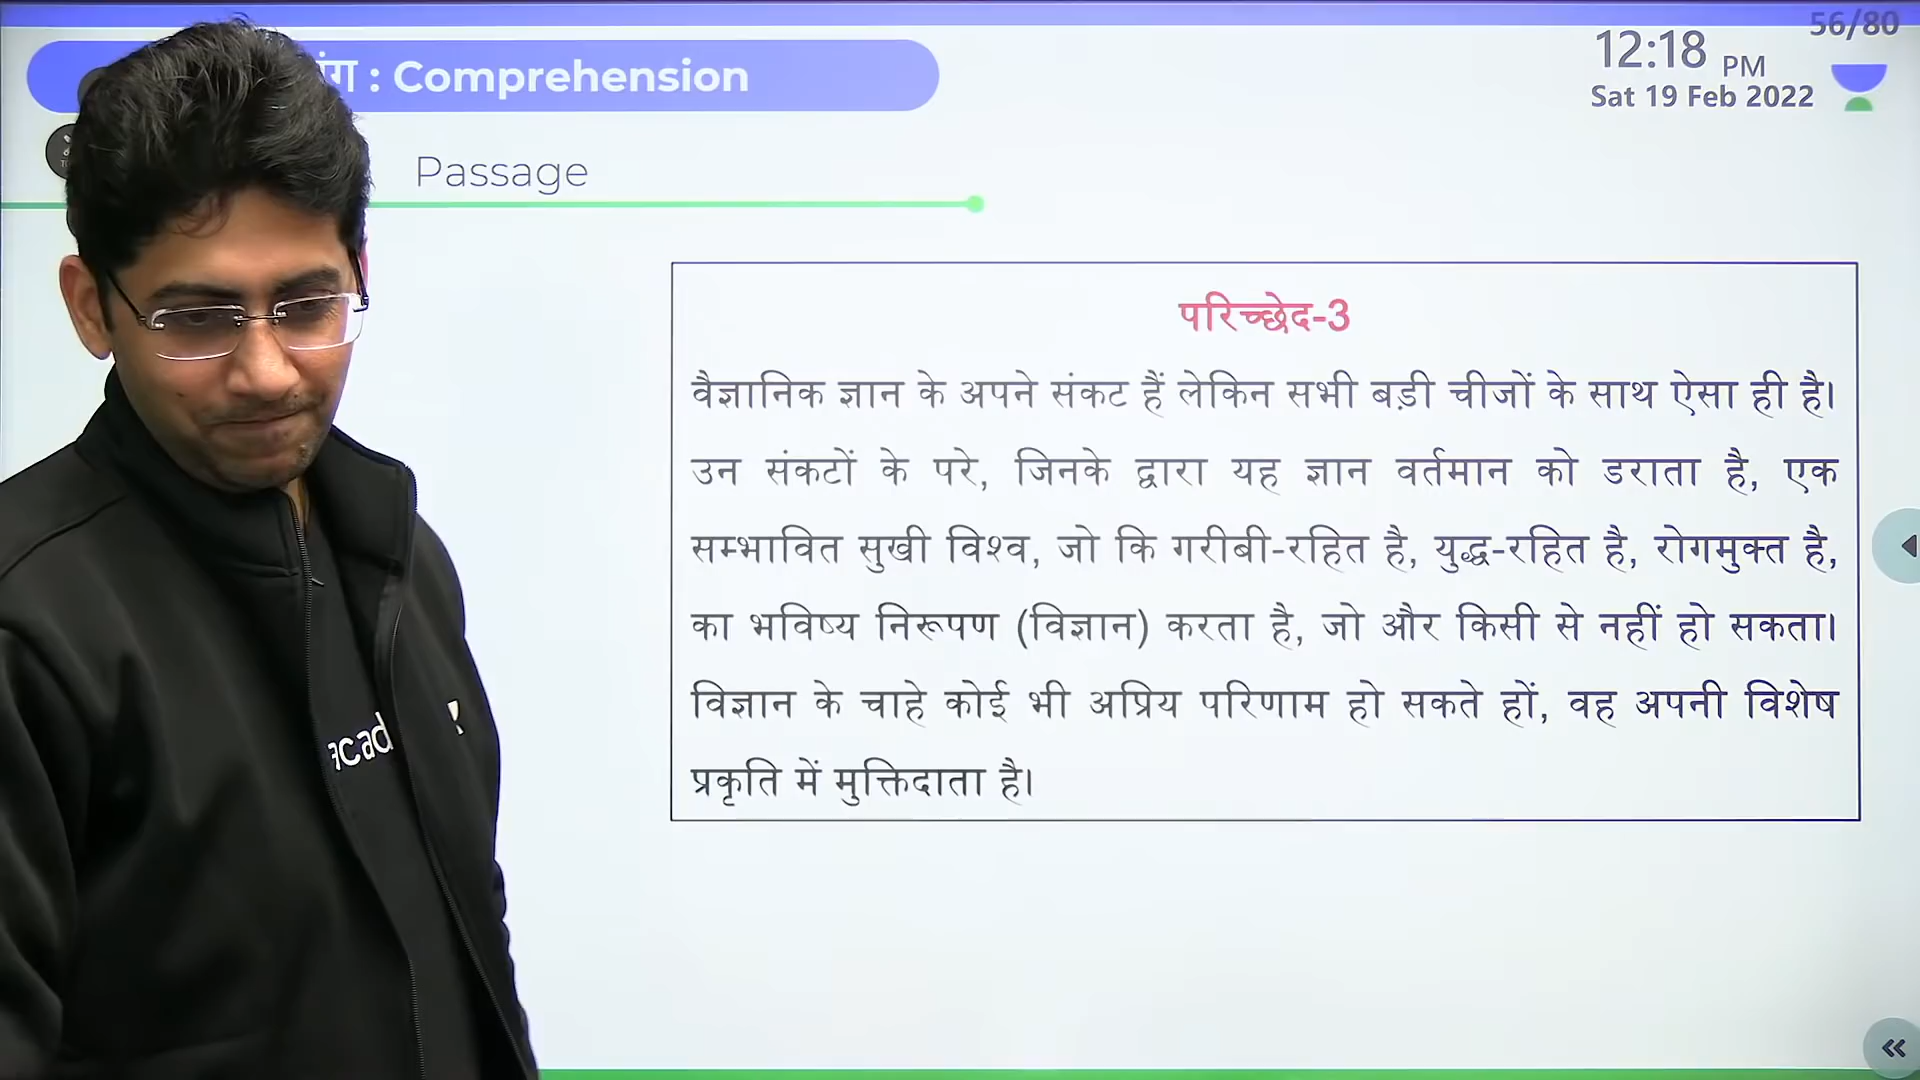 56/80
12:18 PM
Sat 19 Feb 2022
: Comprehension
Passage
परिच्छेद-3
वैज्ञानिक ज्ञान के अपने संकट हैं लेकिन सभी बड़ी चीजों के साथ ऐसा ही है।
उन संकटों के परे, जिनके द्वारा यह ज्ञान वर्तमान को डराता है, एक
सम्भावित सुखी विश्व, जो कि गरीबी-रहित है, युद्ध-रहित है, रोगमुक्त है,
का भविष्य निरूपण (विज्ञान) करता है, जो और किसी से नहीं हो सकता।
विज्ञान के चाहे कोई भी अप्रिय परिणाम हो सकते हों, वह अपनी विशेष
प्रकृति में मुक्तिदाता है।
acad